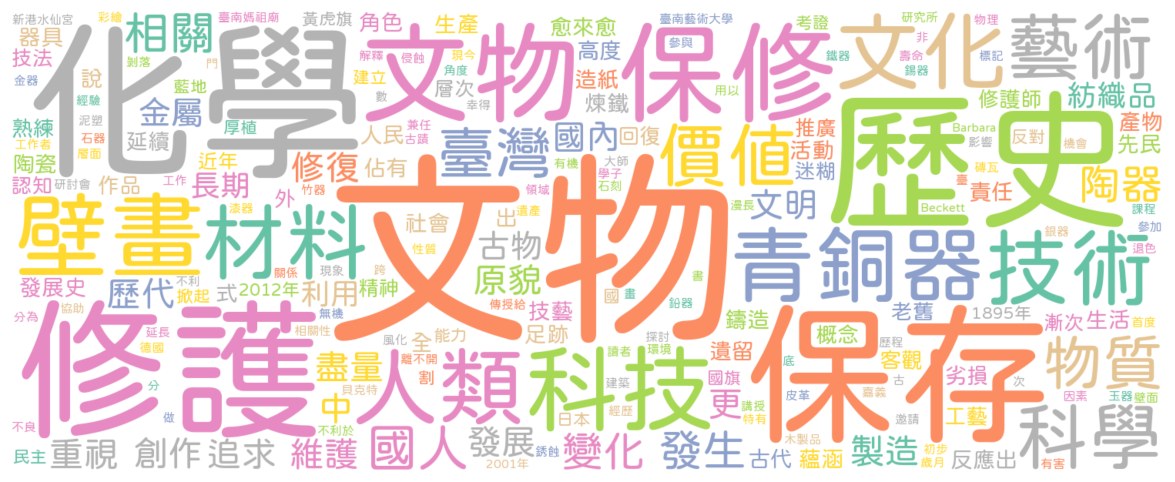 新港水仙宮
彩繪
臺南媽祖廟
黃虎旗
角色
生產
愈來愈
臺南藝術大學
考證
研究所
物理
器具
相關
化學
文物保修
文化
藝術
技法
剝落
門
解釋
侵蝕
現今
高度
參與
鐵器
壽命
非
標記
金器
經驗
說
藍地
建立
角度
層次
造紙
幸得
用以
錫器
修護師
紡織品
熟練
泥塑
石器
金屬
厚植
數
兼任
古蹟
煉鐵
工作者
覆面
延續
人民
臺灣
國內
回復
價值
推廣
活動
歷史
Barbara
影響
反對
機會
產物
先民
陶瓷
近年
修復
佔有
有機
大師
學子
石刻
迷糊
磚瓦
臺
責任
陶器
認知
研討會
作品
工作
長期
竹器
外
文物
領域
漫長
文明
Beckett
課程
壁畫
材料
漆器
社會
出
遺產
古物
青銅器
技術
銀器
參加
退色
性質
不利
關係
現象
跨
原貌
書
發展史
歷代
掀起
式
2012年
利用
精神
傳授給
國
畫
鉛器
老舊
1895年
漸次
生活
首度
分為
協助
修護
無機
相關性
技藝
足跡
鑄造
概念
保存
延長
德國
風化
全
能力
人類
離不開
割
科技
讀者
探討
環境
遺留
底
歷程
客觀
劣損
物質
盡量
貝克特
建築
國旗
更
皮革
古
嘉義
次
因素
玉器
壁面
分
做
中
不利於
經歷
日本
講授
特有
邀請
工藝
科學
不良
民主
重視
創作
追求
維護
國人
發展
2001年
誘蝕
變化
發生
古代
木製品
蘊涵
製造
初步
歲月
反應出
有害